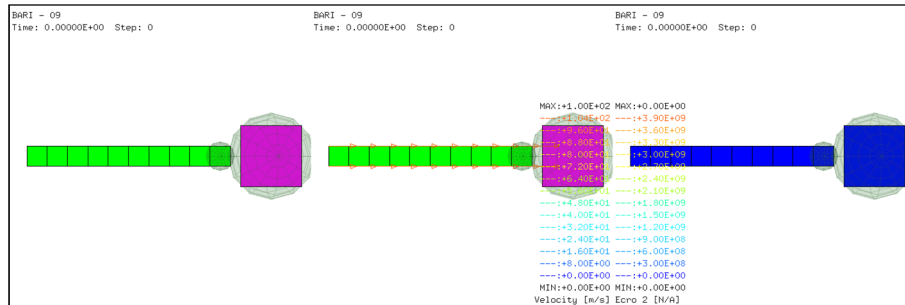 BARI - 09
Time: 0.00000E+00 Step: 0
BARI - 09
Time: 0.00000E+00 Step: 0
BARI - 09
Time: 0.00000E+00 Step: 0
MAX:+1.00E+02
---:+1.04E+02
---:+9.60E+01
---:+8.80E+01
---:+8.00E+01
---:+7.20E+01
---:+6.40E+01
---:+4.80E+01
---:+4.00E+01
---:+3.20E+01
---:+2.40E+01
---:+1.60E+01
---:+8.00E+00
---:+0.00E+00
MIN:+0.00E+00
Velocity [m/s]
MAX:+0.00E+00
---:+3.90E+09
---:+3.60E+09
---:+3.30E+09
---:+3.00E+09
---:+2.70E+09
---:+2.40E+09
---:+2.10E+09
---:+1.80E+09
---:+1.50E+09
---:+1.20E+09
---:+9.00E+08
---:+6.00E+08
---:+3.00E+08
---:+0.00E+00
MIN:+0.00E+00
Ecro 2 [N/A]